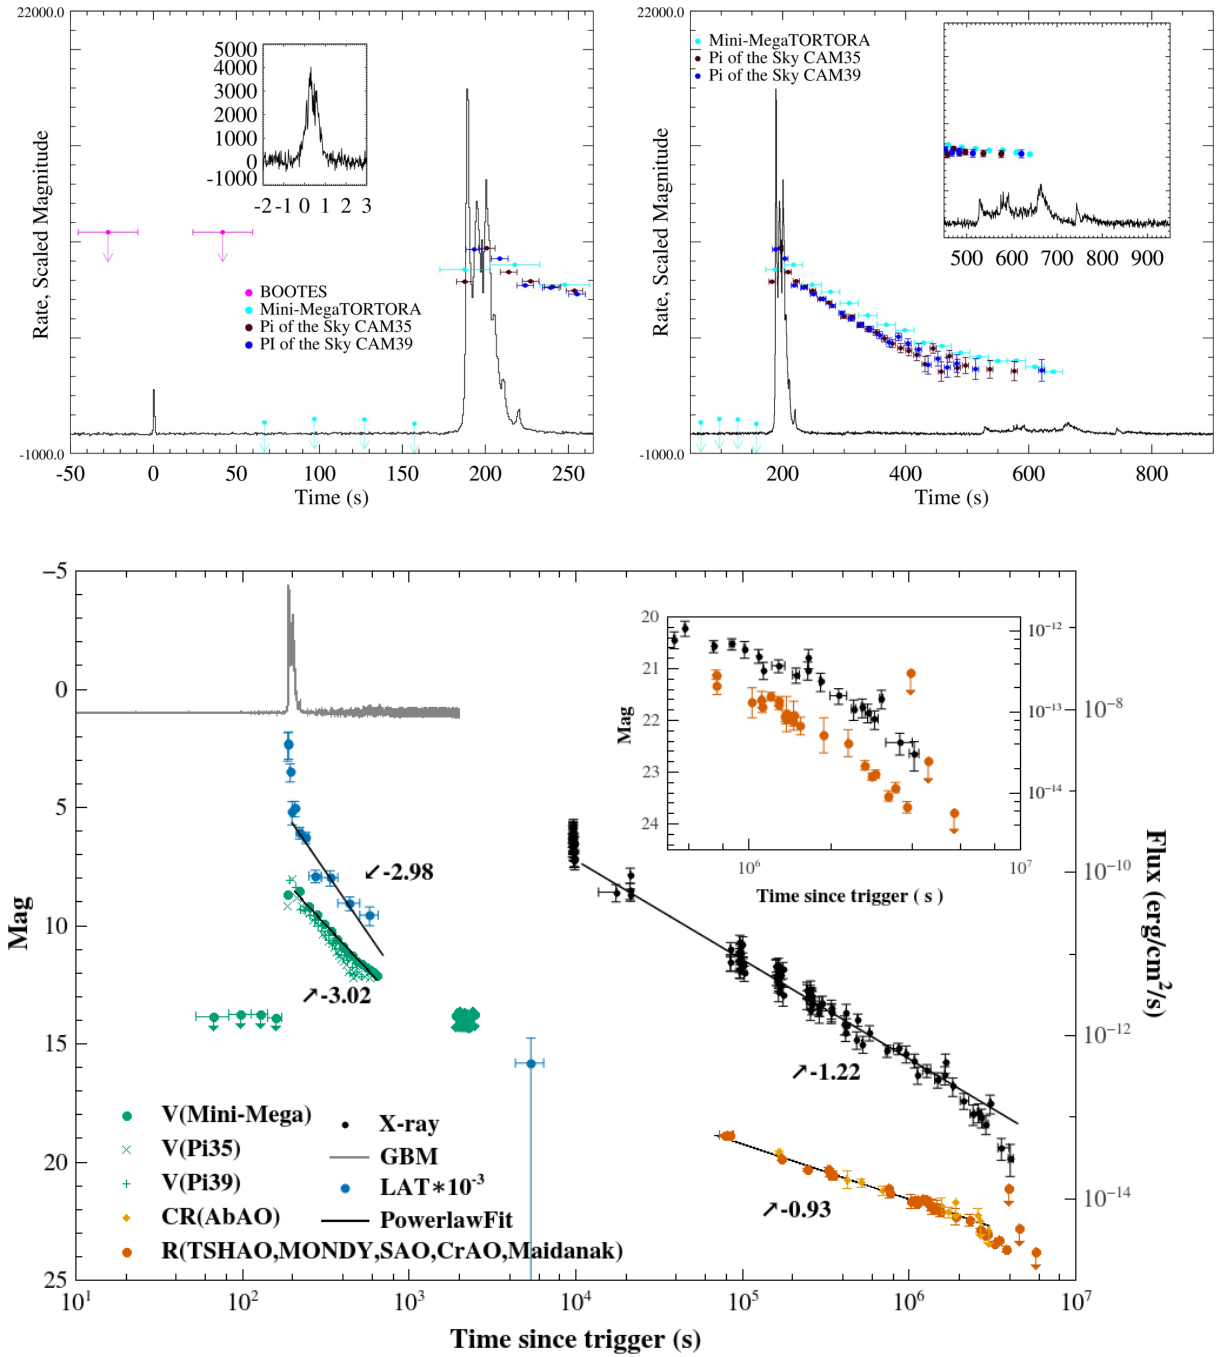 22000.0
Rate, Scaled Magnitude
-1000.0
5000
4000
3000
2000
1000
0
-1000
-2 -1 0 1 2 3
BOOTES
Mini-MegaTORTORA
Pi of the Sky CAM35
PI of the Sky CAM39
-50 0 50 100 150 200 250
Time (s)
22000.0
Rate, Scaled Magnitude
-1000.0
Mini-MegaTORTORA
Pi of the Sky CAM35
Pi of the Sky CAM39
500 600 700 800 900
200 400 600 800
Time (s)
−5
0
5
10
15
20
25
Mag
↙-2.98
↗-3.02
↗-1.22
↗-0.93
20
21
22
23
24
Mag
10⁻¹²
10⁻¹³
10⁻¹⁴
10⁶ 10⁷
Time since trigger ( s )
10⁻⁸
10⁻¹⁰
10⁻¹²
10⁻¹⁴
Flux (erg/cm²/s)
V(Mini-Mega)
V(Pi35)
V(Pi39)
CR(AbAO)
R(TSHAO,MONDY,SAO,CrAO,Maidanak)
X-ray
GBM
LAT*10⁻³
PowerlawFit
10¹ 10² 10³ 10⁴ 10⁵ 10⁶ 10⁷
Time since trigger (s)